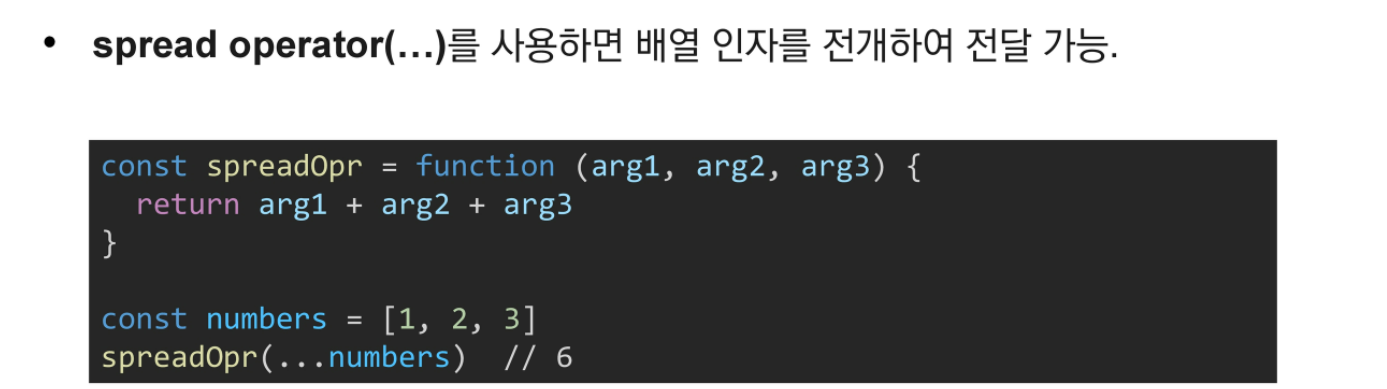 • spread operator(...)를 사용하면 배열 인자를 전개하여 전달 가능.
const spreadOpr = function (arg1, arg2, arg3) {
  return arg1 + arg2 + arg3
}
const numbers = [1, 2, 3]
spreadOpr(...numbers)  // 6